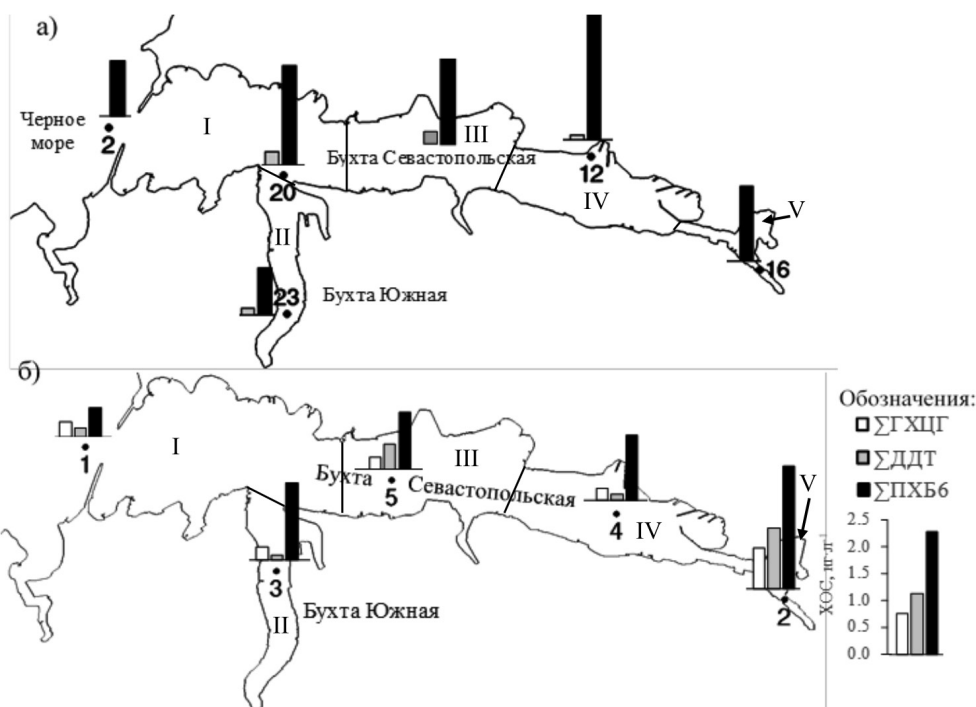 а)
Черное
море
2
I
20
II
23
Бухта Южная
Бухта Севастопольская
III
12
IV
V
16
б)
1
I
Бухта
Севастопольская
5
III
3
II
Бухта Южная
4
IV
V
2
Обозначения:
∑ГХЦГ
∑ДДТ
∑ПХБ6
ХОС, нг·л⁻¹
2.5
2.0
1.5
1.0
0.5
0.0